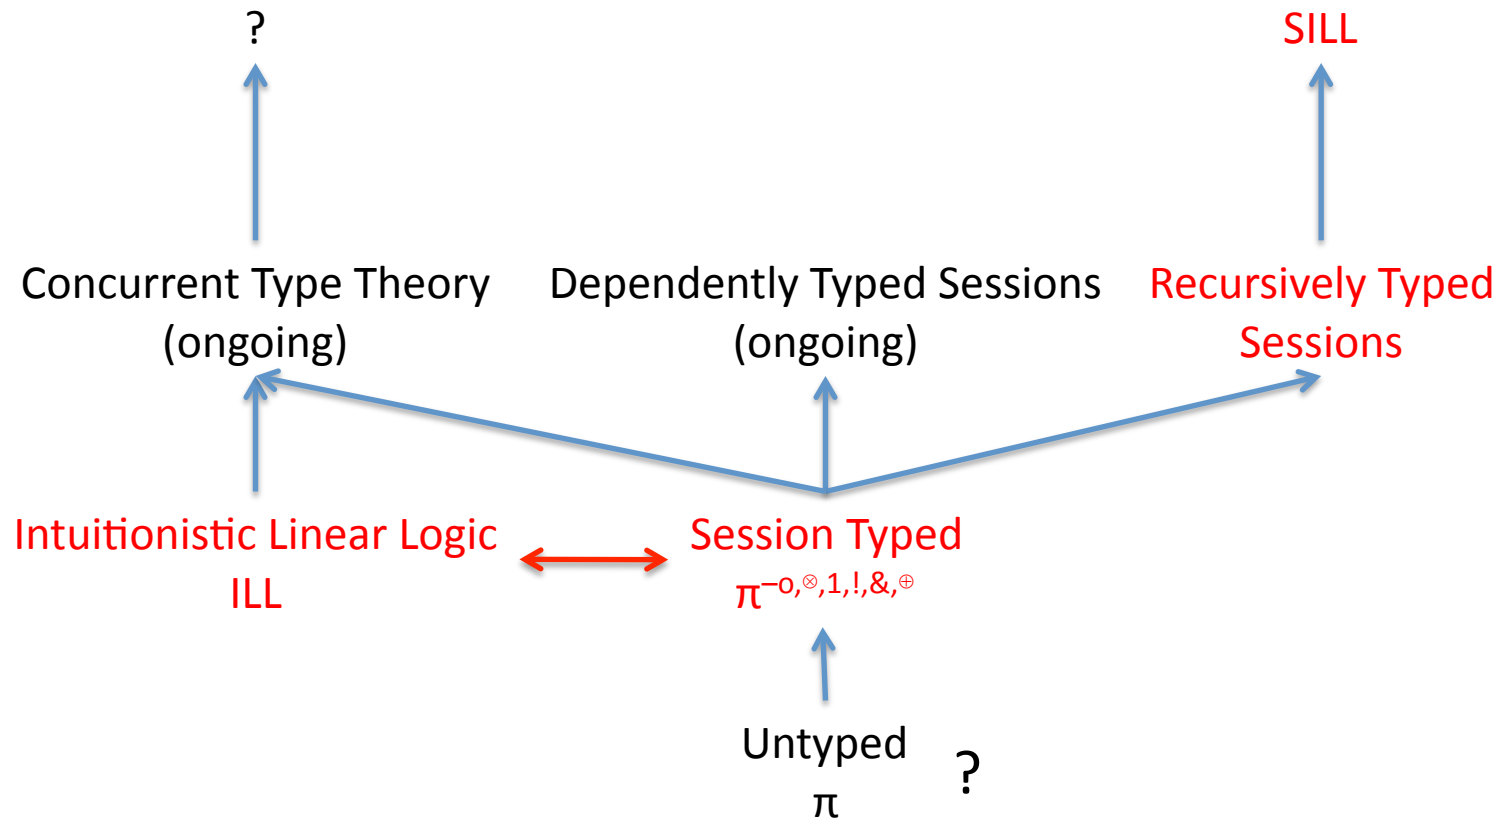 ?
SILL
Concurrent Type Theory
(ongoing)
Dependently Typed Sessions
(ongoing)
Recursively Typed
Sessions
Intuitionistic Linear Logic
ILL
Session Typed
π–o,⊗,1,!,&,⊕
Untyped
π
?